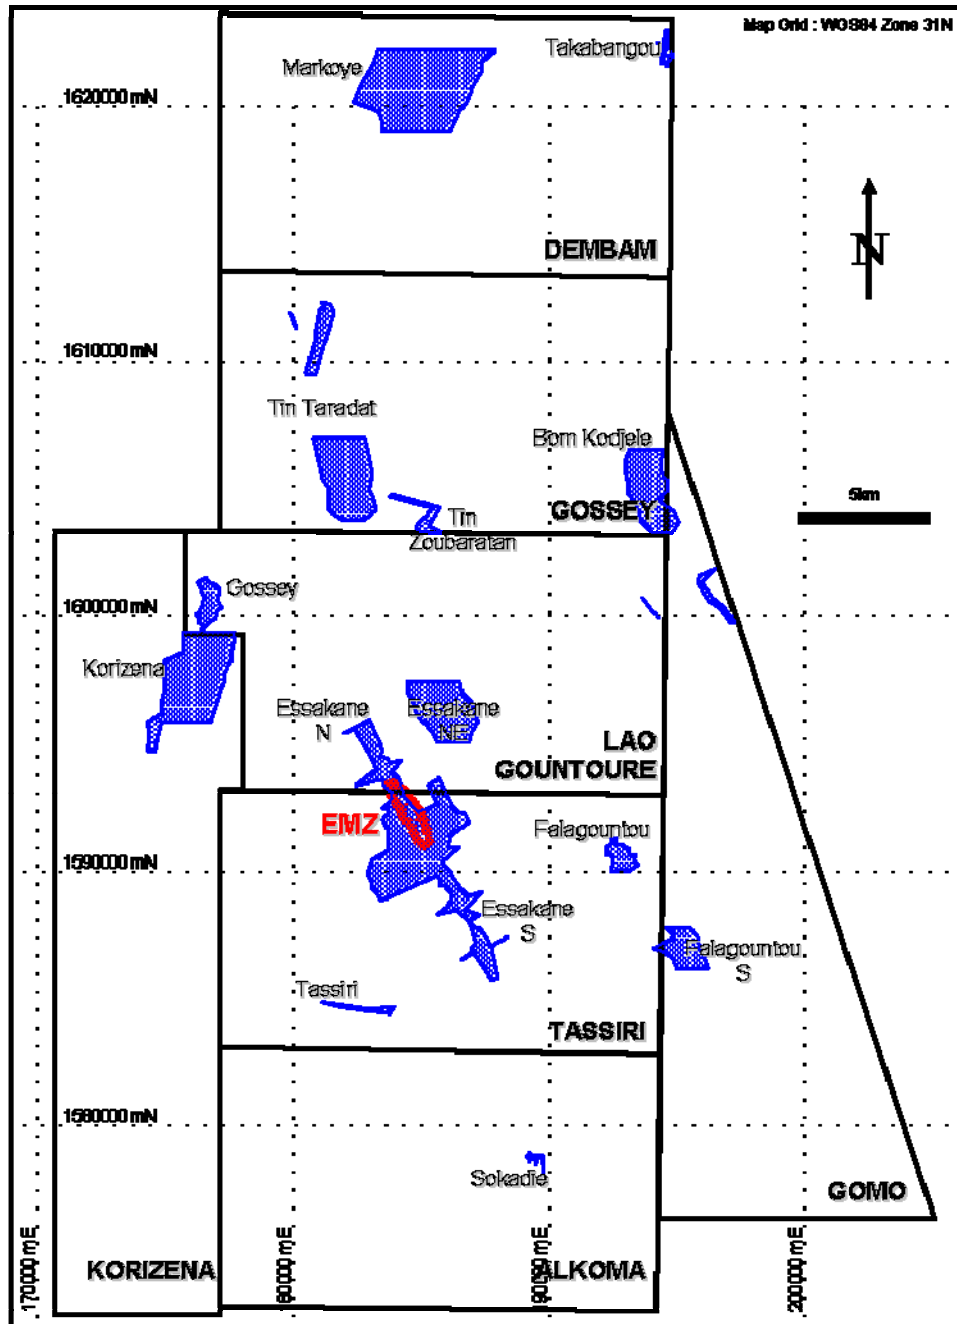 Map Grid : WGS84 Zone 31N
Takabangou
Markoye
1620000 mN
DEMBAM
N
1610000 mN
Tin Taradat
Bom Kodjele
5km
GOSSEY
Tin
Zoubaratan
Gossey
1600000 mN
Korizena
Essakane
N
Essakane
NE
LAO
GOUNTOURE
EMZ
Falagountou
1590000 mN
Essakane
S
Falagountou
S
Tassiri
TASSIRI
1580000 mN
Sokadie
GOMO
KORIZENA
ALKOMA
170000 mE
180000 mE
190000 mE
200000 mE